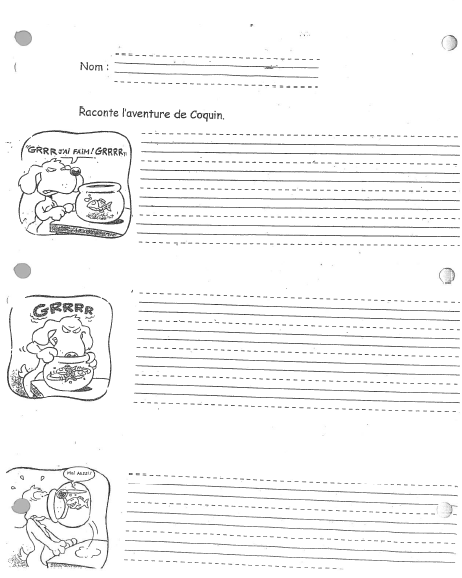 Nom :
Raconte l'aventure de Coquin.
GRRR J'AI FAIM! GRRRR!!
GRRRR
MOI AUSSI!